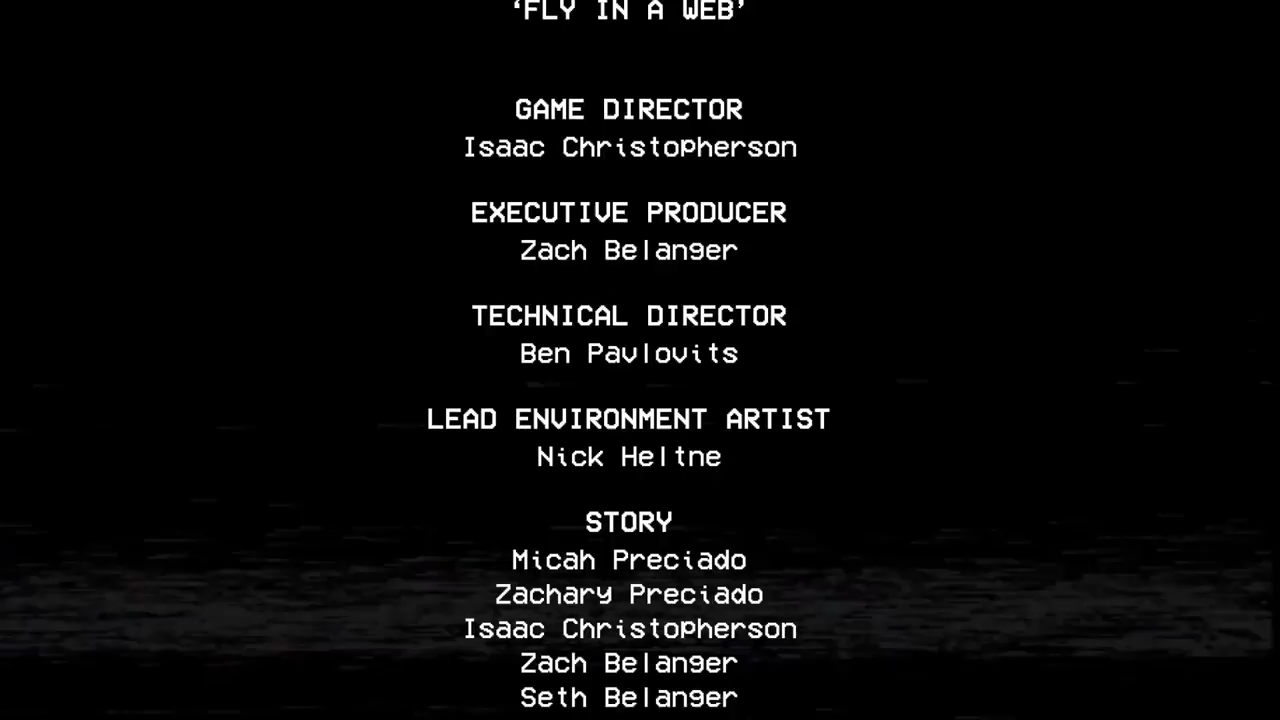 ‘FLY IN A WEB’
GAME DIRECTOR
Isaac Christopherson
EXECUTIVE PRODUCER
Zach Belanger
TECHNICAL DIRECTOR
Ben Pavlovits
LEAD ENVIRONMENT ARTIST
Nick Heltne
STORY
Micah Preciado
Zachary Preciado
Isaac Christopherson
Zach Belanger
Seth Belanger